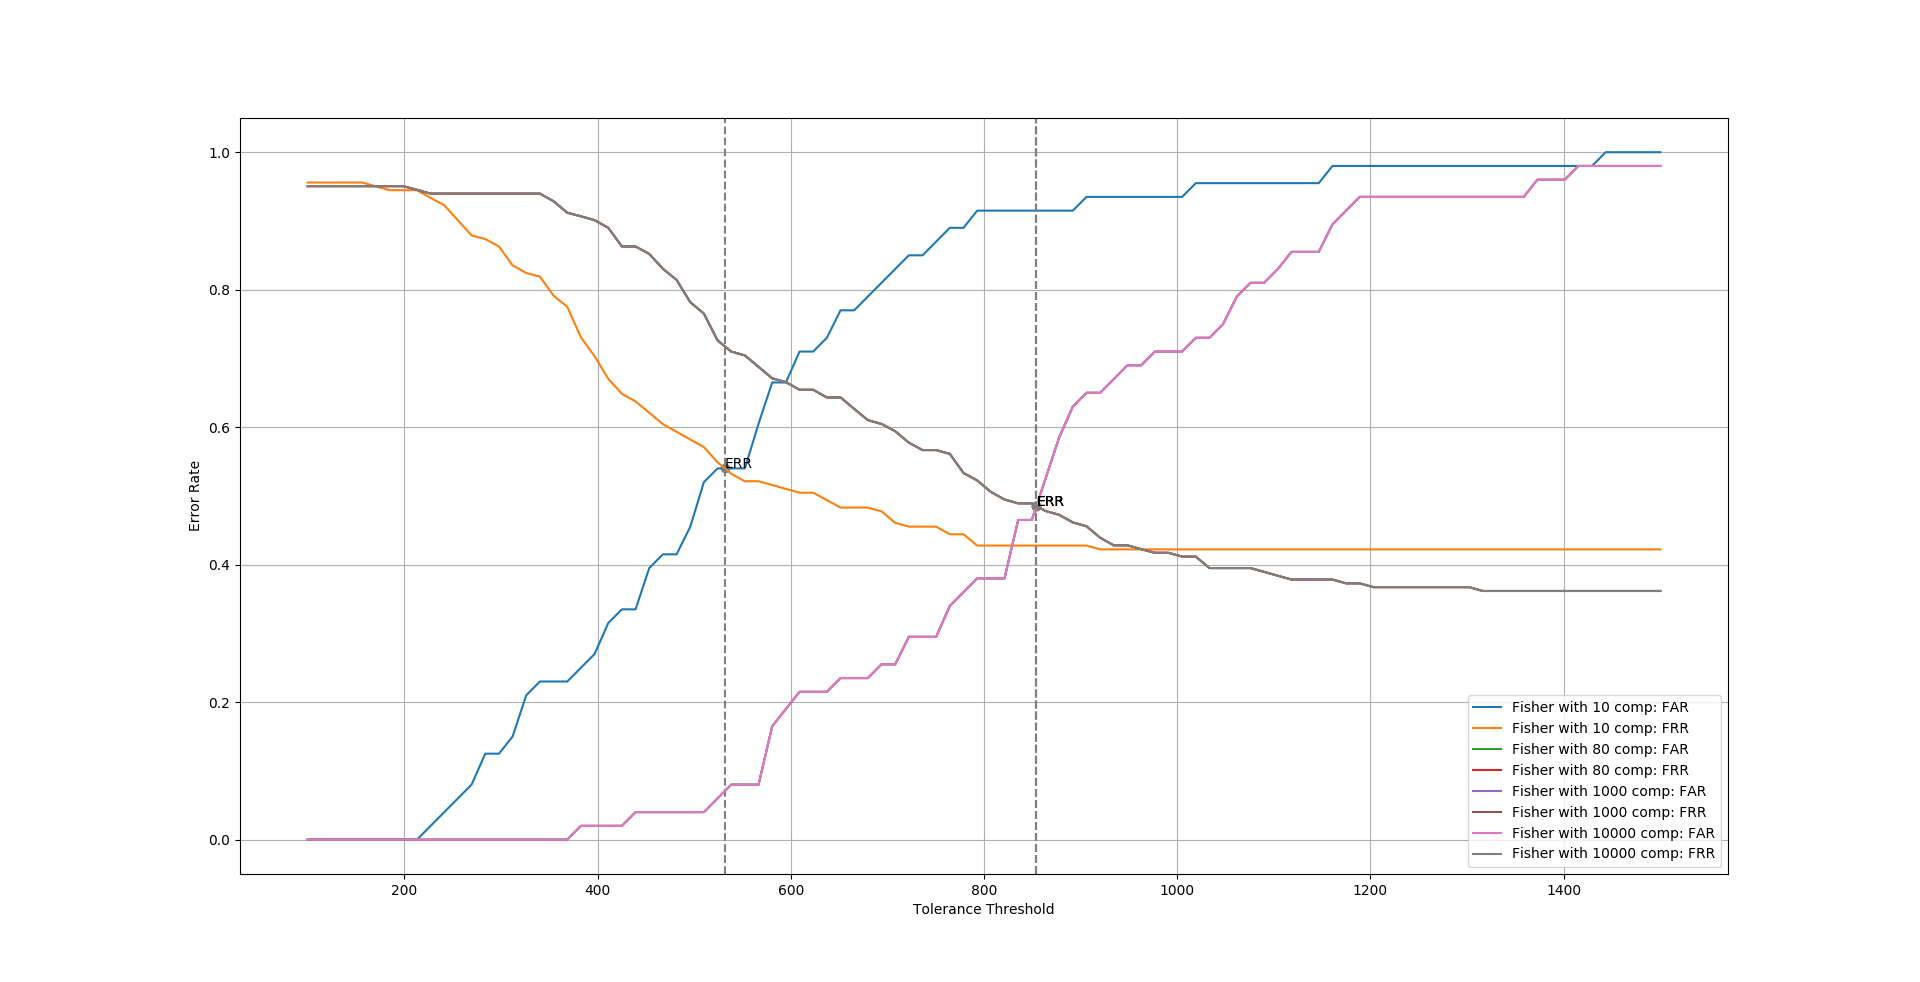 1.0
0.8
0.6
0.4
0.2
0.0
Error Rate
ERR
ERR
200 400 600 800 1000 1200 1400
Tolerance Threshold
Fisher with 10 comp: FAR
Fisher with 10 comp: FRR
Fisher with 80 comp: FAR
Fisher with 80 comp: FRR
Fisher with 1000 comp: FAR
Fisher with 1000 comp: FRR
Fisher with 10000 comp: FAR
Fisher with 10000 comp: FRR